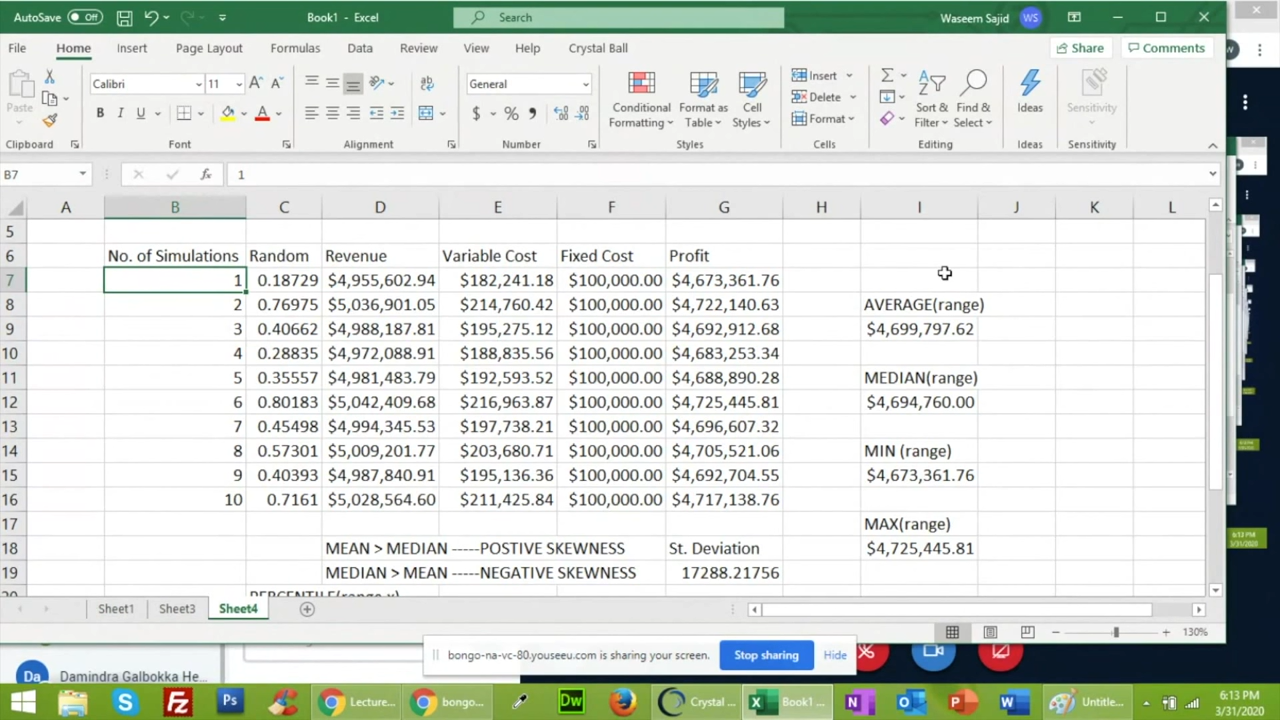 AutoSave Off Book1 - Excel Search Waseem Sajid WS
File Home Insert Page Layout Formulas Data Review View Help Crystal Ball Share Comments
Paste Calibri 11 A A General Conditional Formatting Format as Table Cell Styles Insert Delete Format Sort & Filter Find & Select Ideas Sensitivity
B I U A $ % 9
Clipboard Font Alignment Number Styles Cells Editing Ideas Sensitivity
B7 fx 1
A B C D E F G H I J K L
5
6 No. of Simulations Random Revenue Variable Cost Fixed Cost Profit
7 1 0.18729 $4,955,602.94 $182,241.18 $100,000.00 $4,673,361.76
8 2 0.76975 $5,036,901.05 $214,760.42 $100,000.00 $4,722,140.63 AVERAGE(range)
9 3 0.40662 $4,988,187.81 $195,275.12 $100,000.00 $4,692,912.68 $4,699,797.62
10 4 0.28835 $4,972,088.91 $188,835.56 $100,000.00 $4,683,253.34
11 5 0.35557 $4,981,483.79 $192,593.52 $100,000.00 $4,688,890.28 MEDIAN(range)
12 6 0.80183 $5,042,409.68 $216,963.87 $100,000.00 $4,725,445.81 $4,694,760.00
13 7 0.45498 $4,994,345.53 $197,738.21 $100,000.00 $4,696,607.32
14 8 0.57301 $5,009,201.77 $203,680.71 $100,000.00 $4,705,521.06 MIN (range)
15 9 0.40393 $4,987,840.91 $195,136.36 $100,000.00 $4,692,704.55 $4,673,361.76
16 10 0.7161 $5,028,564.60 $211,425.84 $100,000.00 $4,717,138.76
17 MAX(range)
18 MEAN > MEDIAN -----POSTIVE SKEWNESS St. Deviation $4,725,445.81
19 MEDIAN > MEAN -----NEGATIVE SKEWNESS 17288.21756
20 PERCENTILE(range,x)
Sheet1 Sheet3 Sheet4
130%
bongo-na-vc-80.youseeu.com is sharing your screen. Stop sharing Hide
Da Damindra Galbokka He...
6:13 PM
3/31/2020
Lecture... bongo... Dw Crystal ... Book1 ... Untitle...
6:13 PM
3/31/2020